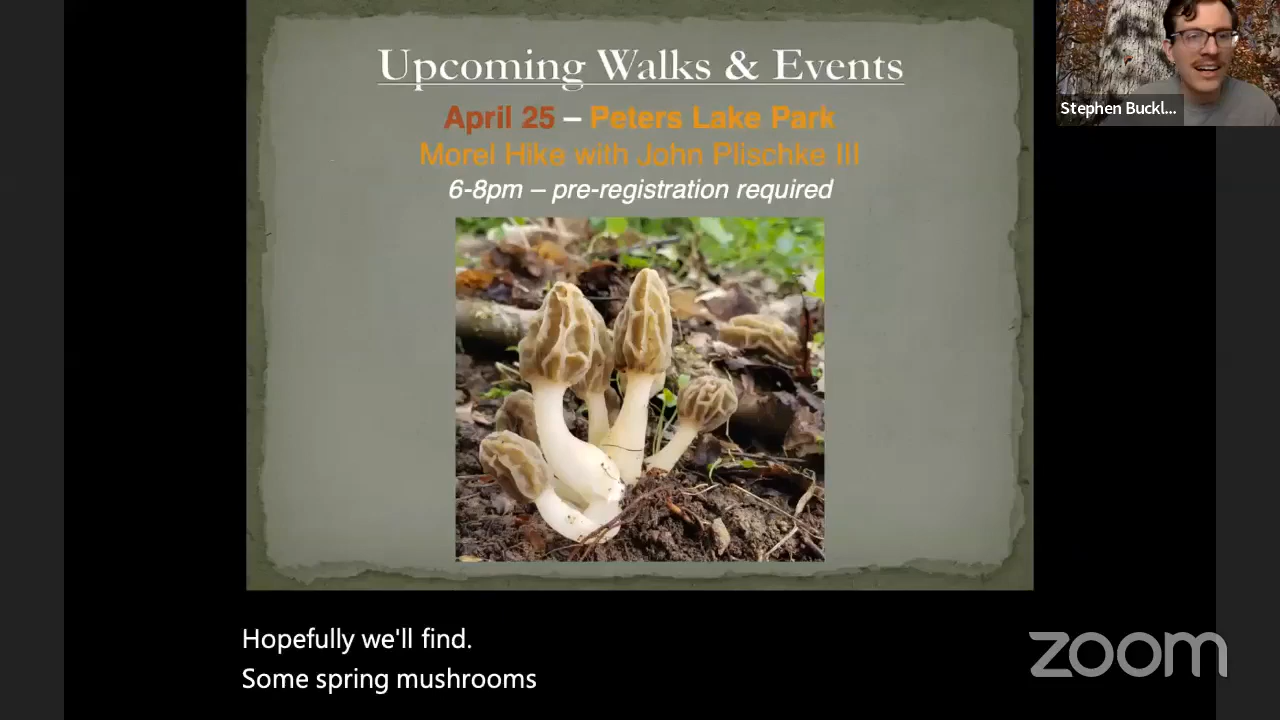 Upcoming Walks & Events
April 25 – Peters Lake Park
Morel Hike with John Plischke III
6-8pm – pre-registration required
Stephen Buckl...
Hopefully we'll find.
Some spring mushrooms
zoom